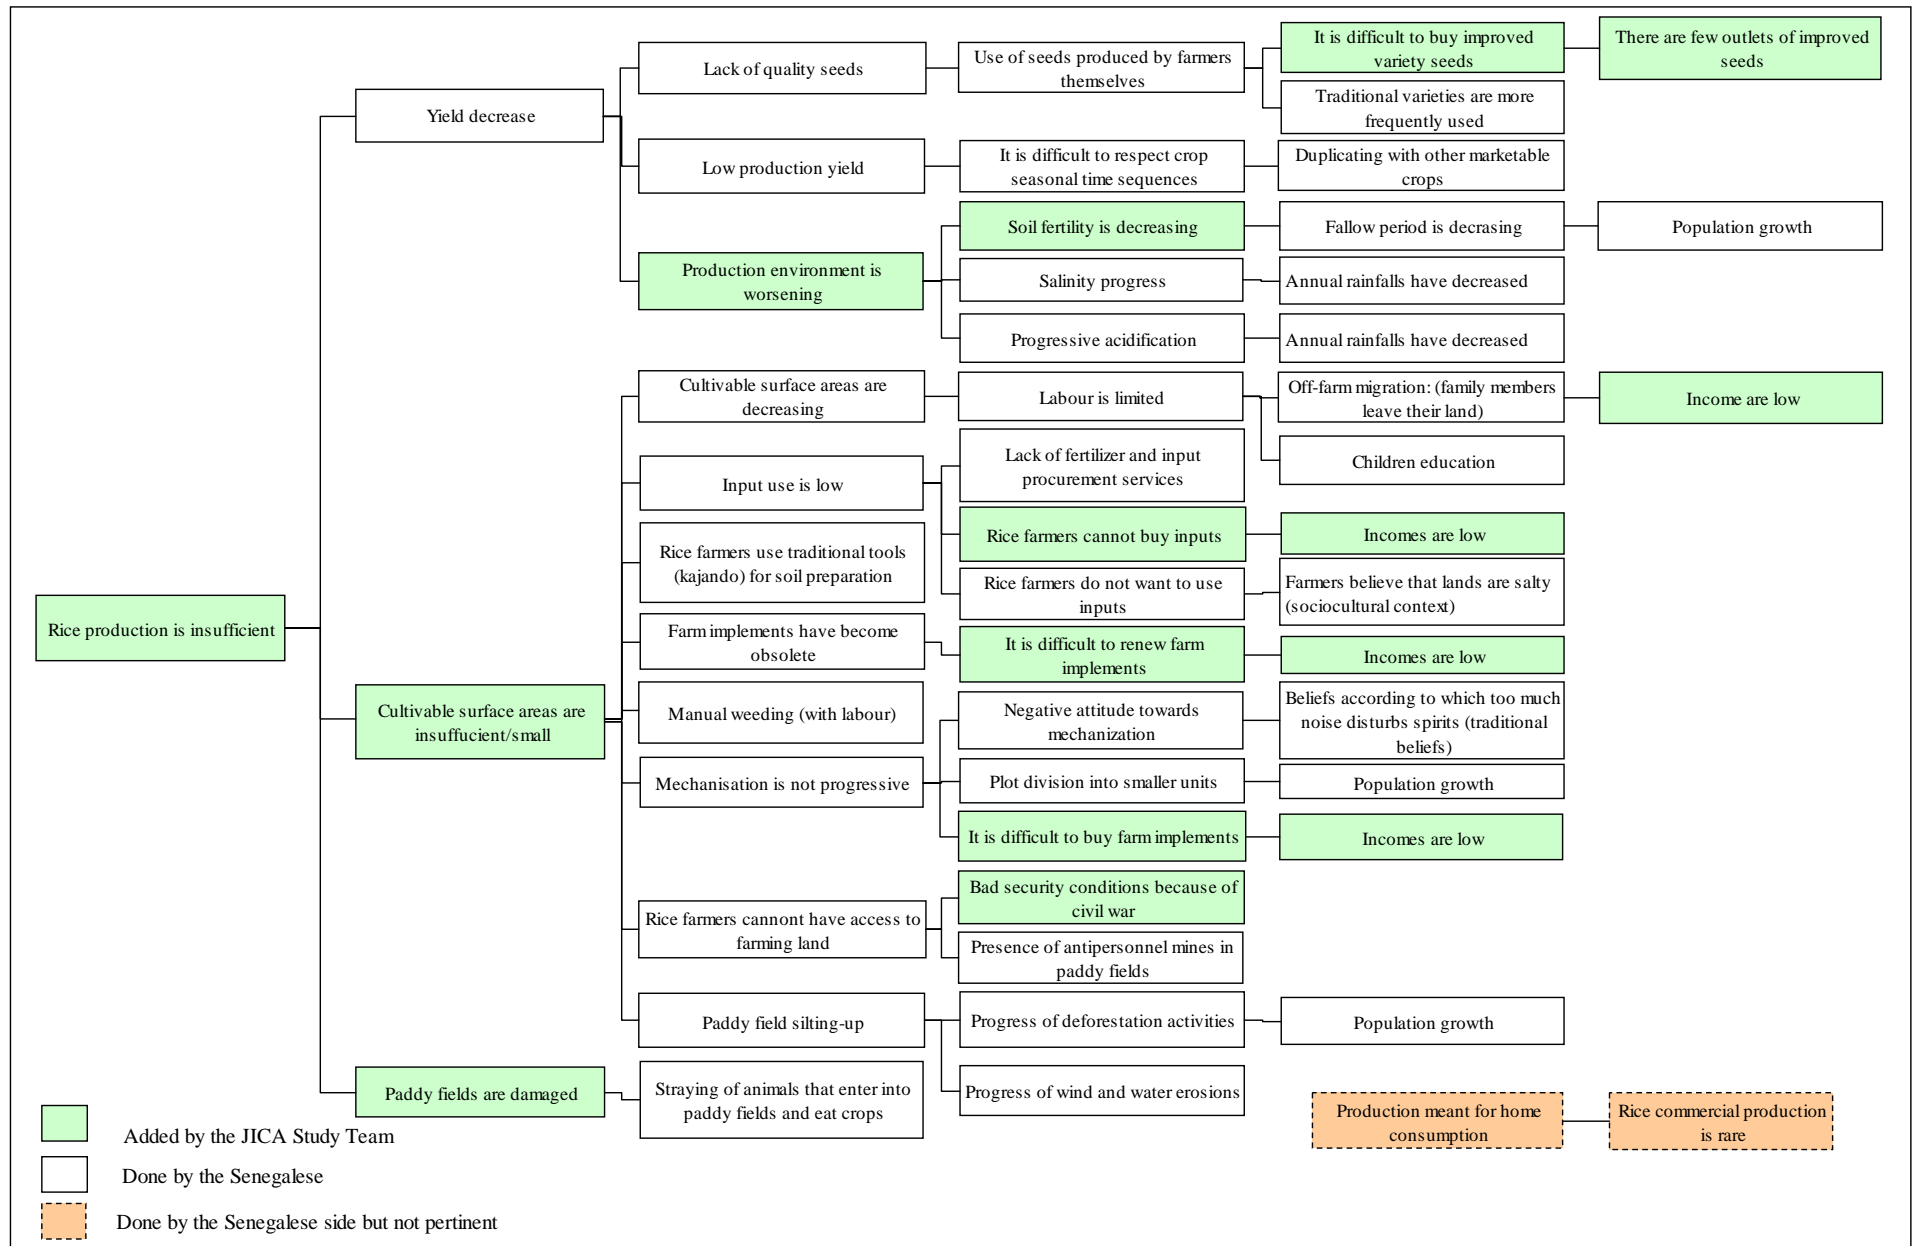 It is difficult to buy improved
variety seeds
There are few outlets of improved
seeds
Lack of quality seeds
Use of seeds produced by farmers
themselves
Traditional varieties are more
frequently used
Yield decrease
Low production yield
It is difficult to respect crop
seasonal time sequences
Duplicating with other marketable
crops
Soil fertility is decreasing
Fallow period is decrasing
Population growth
Production environment is
worsening
Salinity progress
Annual rainfalls have decreased
Progressive acidification
Annual rainfalls have decreased
Cultivable surface areas are
decreasing
Labour is limited
Off-farm migration: (family members
leave their land)
Income are low
Children education
Input use is low
Lack of fertilizer and input
procurement services
Rice farmers cannot buy inputs
Incomes are low
Rice farmers use traditional tools
(kajando) for soil preparation
Rice farmers do not want to use
inputs
Farmers believe that lands are salty
(sociocultural context)
Rice production is insufficient
Farm implements have become
obsolete
It is difficult to renew farm
implements
Incomes are low
Cultivable surface areas are
insuffucient/small
Manual weeding (with labour)
Negative attitude towards
mechanization
Beliefs according to which too much
noise disturbs spirits (traditional
beliefs)
Mechanisation is not progressive
Plot division into smaller units
Population growth
It is difficult to buy farm implements
Incomes are low
Rice farmers cannont have access to
farming land
Bad security conditions because of
civil war
Presence of antipersonnel mines in
paddy fields
Paddy field silting-up
Progress of deforestation activities
Population growth
Progress of wind and water erosions
Paddy fields are damaged
Straying of animals that enter into
paddy fields and eat crops
Production meant for home
consumption
Rice commercial production
is rare
Added by the JICA Study Team
Done by the Senegalese
Done by the Senegalese side but not pertinent